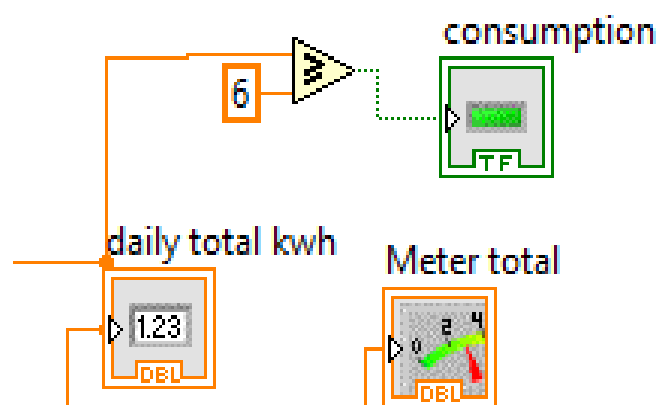 consumption
6
TF
daily total kwh
Meter total
1.23
0 2 4
DBL
DBL